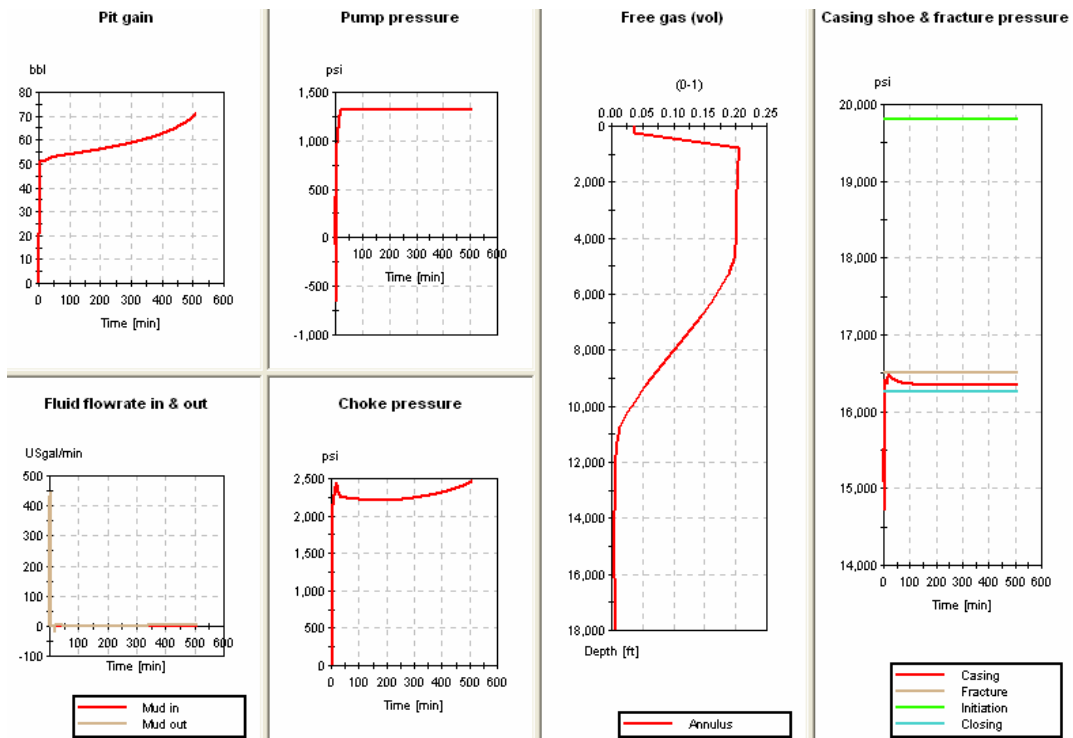 Pit gain
bbl
80
70
60
50
40
30
20
10
0
0 100 200 300 400 500 600
Time [min]
Pump pressure
psi
1,500
1,000
500
0
-500
-1,000
100 200 300 400 500 600
Time [min]
Fluid flowrate in & out
USgal/min
500
400
300
200
100
0
-100
100 200 300 400 500 600
Time [min]
Mud in
Mud out
Choke pressure
psi
2,500
2,000
1,500
1,000
500
0
0 100 200 300 400 500 600
Time [min]
Free gas (vol)
(0-1)
0.00 0.05 0.10 0.15 0.20 0.25
0
2,000
4,000
6,000
8,000
10,000
12,000
14,000
16,000
18,000
Depth [ft]
Annulus
Casing shoe & fracture pressure
psi
20,000
19,000
18,000
17,000
16,000
15,000
14,000
0 100 200 300 400 500 600
Time [min]
Casing
Fracture
Initiation
Closing